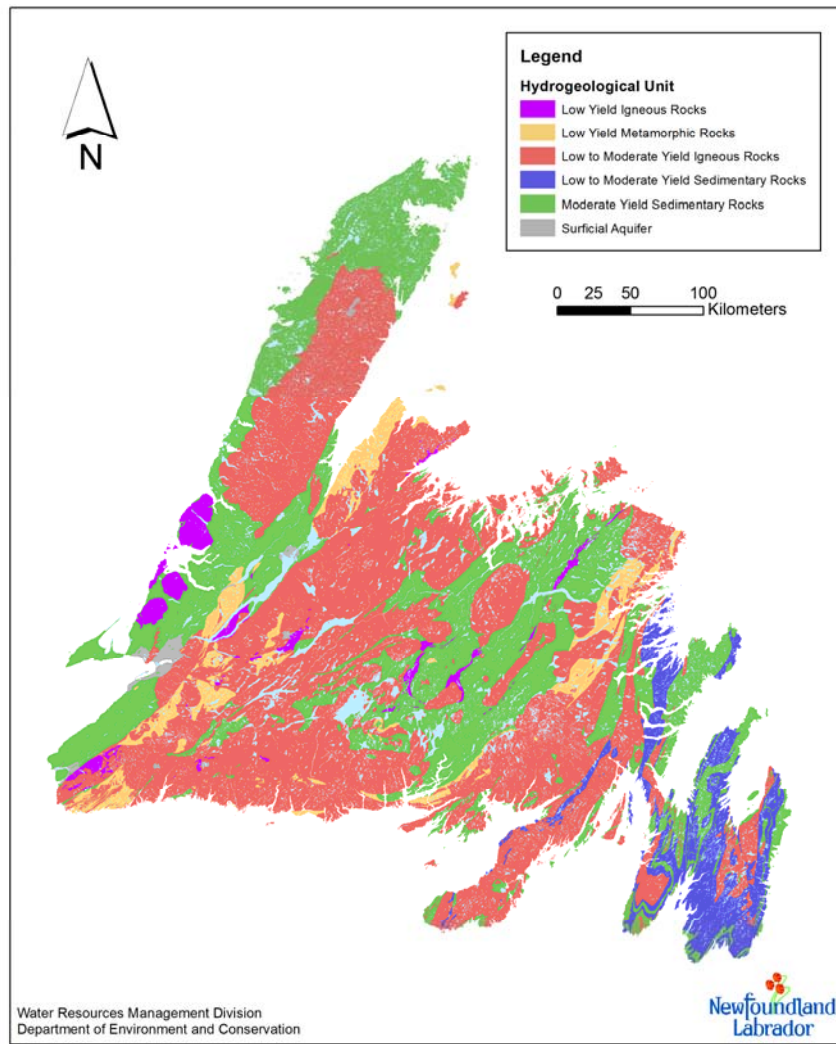 N
Legend
Hydrogeological Unit
Low Yield Igneous Rocks
Low Yield Metamorphic Rocks
Low to Moderate Yield Igneous Rocks
Low to Moderate Yield Sedimentary Rocks
Moderate Yield Sedimentary Rocks
Surficial Aquifer
0 25 50 100
Kilometers
Water Resources Management Division
Department of Environment and Conservation
Newfoundland
Labrador